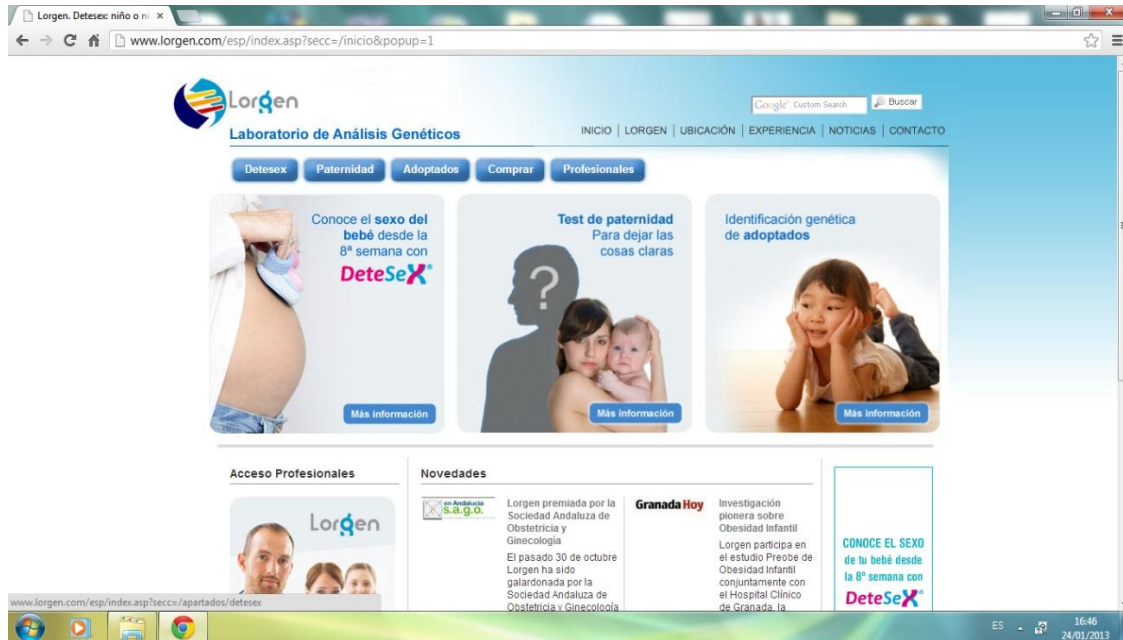 Lorgen. Detesex: niño o ni
www.lorgen.com/esp/index.asp?secc=/inicio&popup=1
Lorgen
Google Custom Search
Buscar
Laboratorio de Análisis Genéticos
INICIO | LORGEN | UBICACIÓN | EXPERIENCIA | NOTICIAS | CONTACTO
Detesex Paternidad Adoptados Comprar Profesionales
Conoce el sexo del
bebé desde la
8ª semana con
DeteSeX®
Más información
Test de paternidad
Para dejar las
cosas claras
?
Más información
Identificación genética
de adoptados
Más información
Acceso Profesionales
Lorgen
Novedades
en Andalucía
s.a.g.o.
Lorgen premiada por la
Sociedad Andaluza de
Obstetricia y
Ginecología
El pasado 30 de octubre
Lorgen ha sido
galardonada por la
Sociedad Andaluza de
Obstetricia y Ginecología
Granada Hoy
Investigación
pionera sobre
Obesidad Infantil
Lorgen participa en
el estudio Preobe de
Obesidad Infantil
conjuntamente con
el Hospital Clínico
de Granada, la
CONOCE EL SEXO
de tu bebé desde
la 8ª semana con
DeteSeX®
www.lorgen.com/esp/index.asp?secc=/apartados/detesex
ES
16:46
24/01/2013